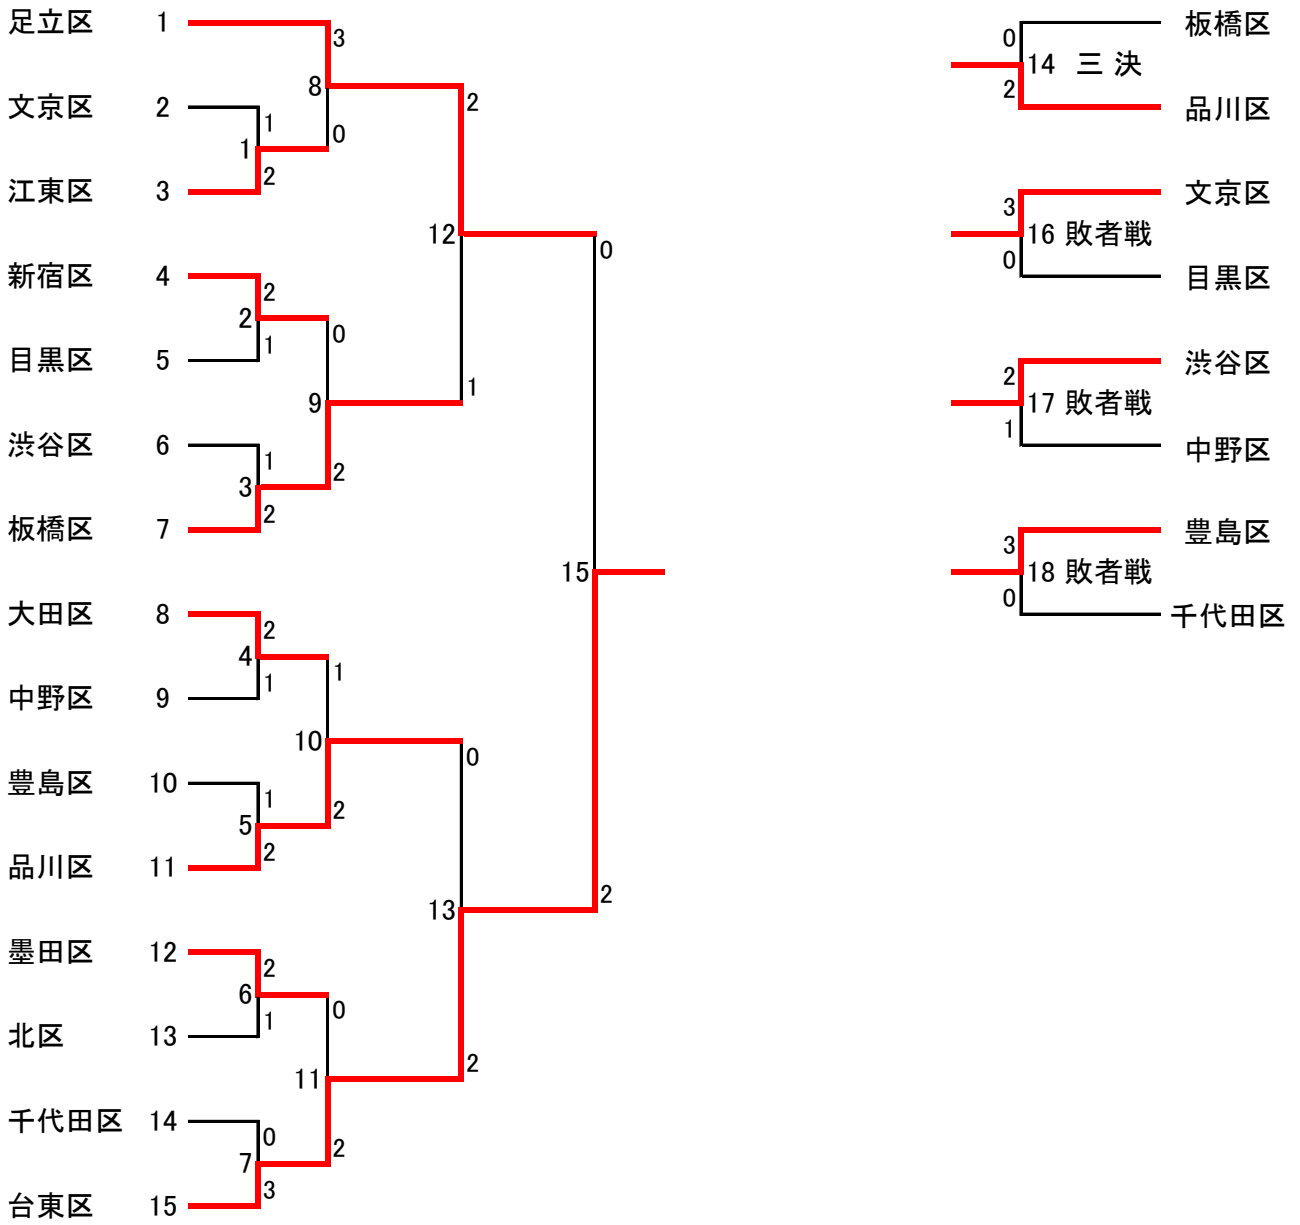 足立区 1
3
8
文京区 2
1
0
1
2
江東区 3
2
12
0
新宿区 4
2
2
0
1
目黒区 5
9
1
渋谷区 6
1
3
2
2
板橋区 7
15
大田区 8
2
4
1
1
中野区 9
10
0
豊島区 10
1
5
2
2
品川区 11
13
2
墨田区 12
2
6
0
1
北区 13
11
2
千代田区 14
0
7
2
3
台東区 15
板橋区
0
14 三 決
2
品川区
文京区
3
16 敗者戦
0
目黒区
渋谷区
2
17 敗者戦
1
中野区
豊島区
3
18 敗者戦
0
千代田区